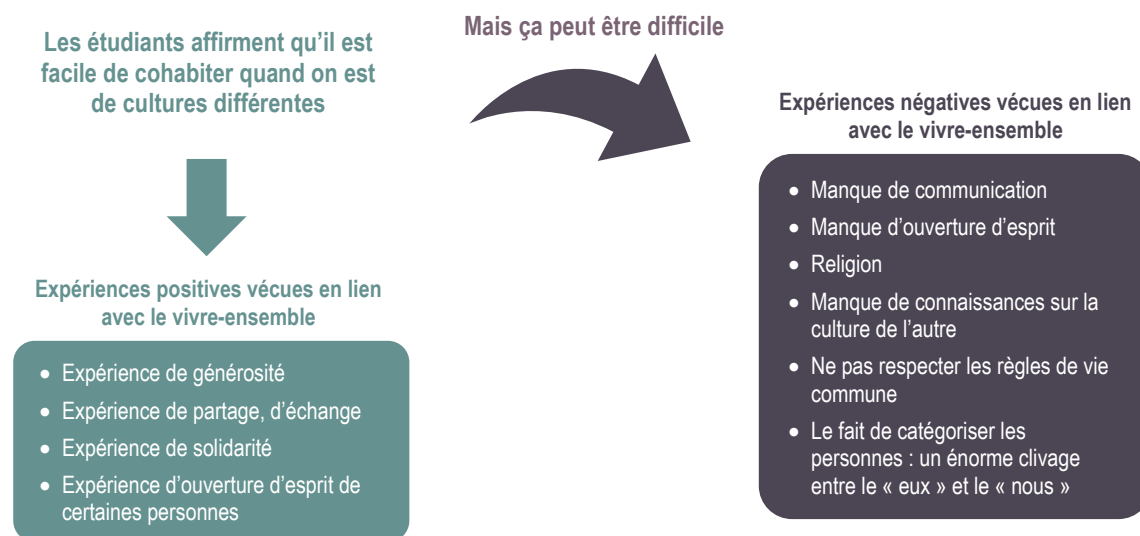 Les étudiants affirment qu’il est
facile de cohabiter quand on est
de cultures différentes
Mais ça peut être difficile
Expériences positives vécues en lien
avec le vivre-ensemble
• Expérience de générosité
• Expérience de partage, d’échange
• Expérience de solidarité
• Expérience d’ouverture d’esprit de
certaines personnes
Expériences négatives vécues en lien
avec le vivre-ensemble
• Manque de communication
• Manque d’ouverture d’esprit
• Religion
• Manque de connaissances sur la
culture de l’autre
• Ne pas respecter les règles de vie
commune
• Le fait de catégoriser les
personnes : un énorme clivage
entre le « eux » et le « nous »